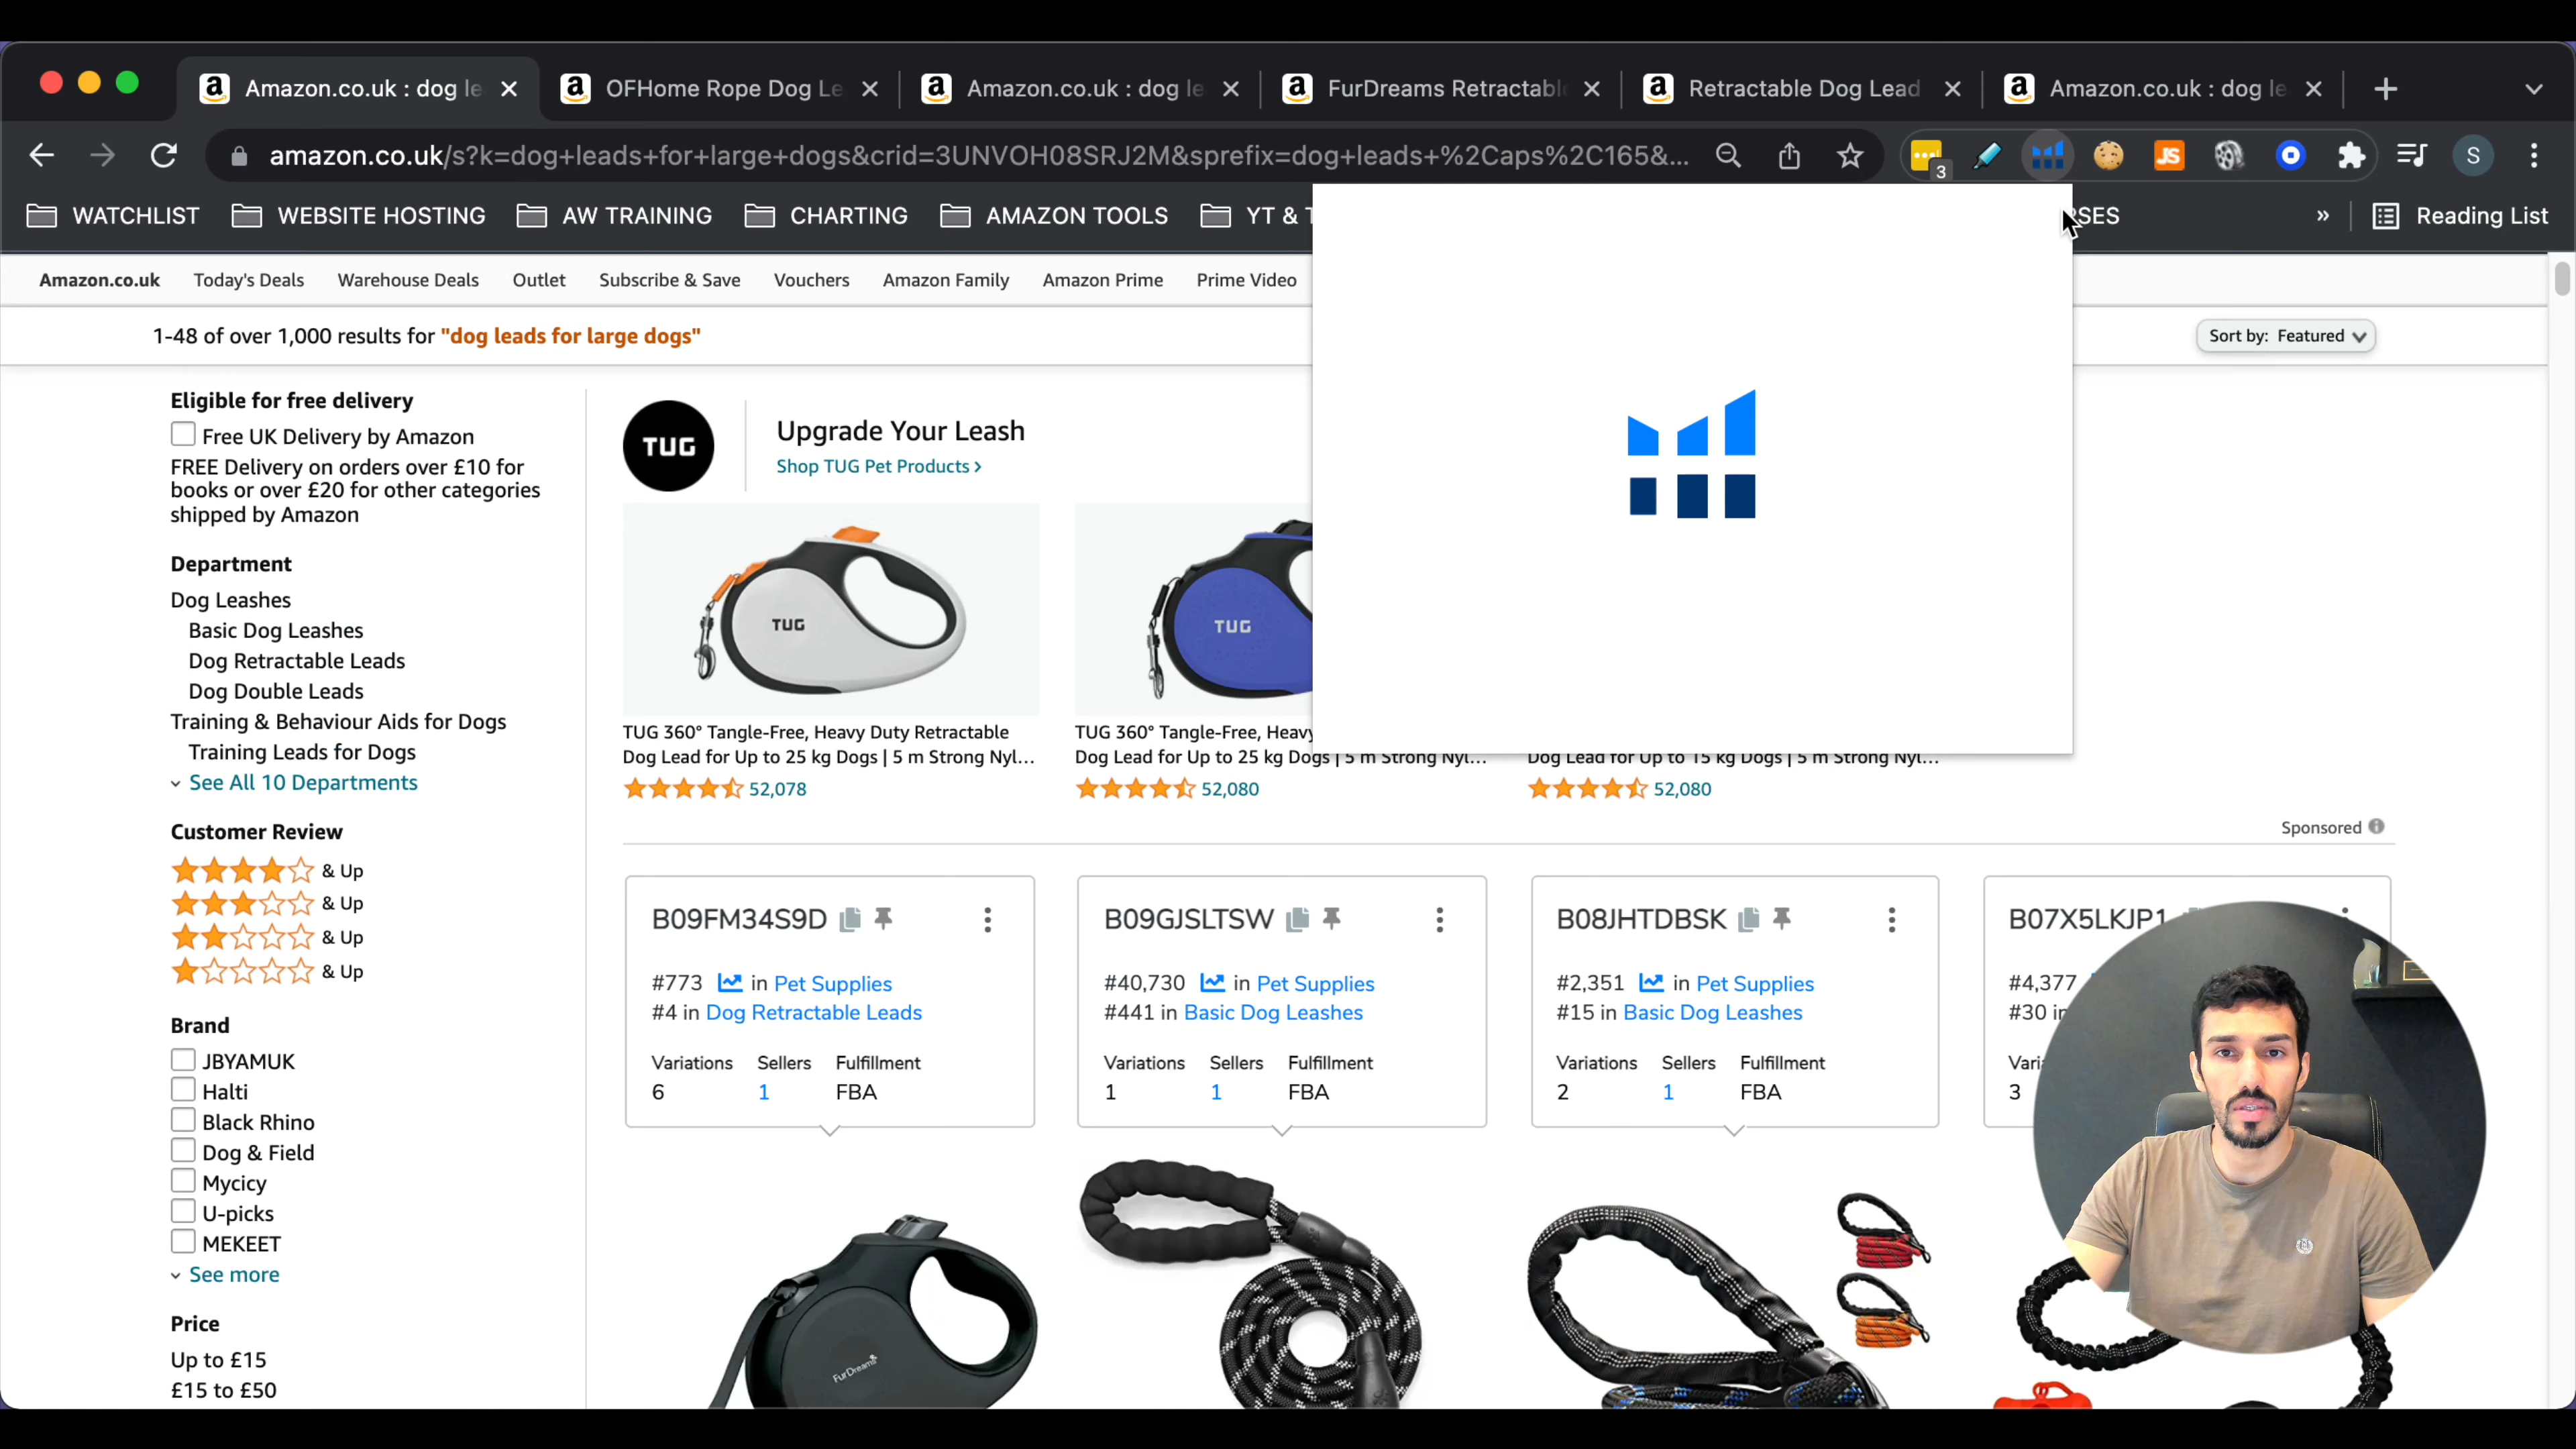 Amazon.co.uk : dog le
OFHome Rope Dog Le
Amazon.co.uk : dog le
FurDreams Retractabl
Retractable Dog Lead
Amazon.co.uk : dog le
amazon.co.uk/s?k=dog+leads+for+large+dogs&crid=3UNVOH08SRJ2M&sprefix=dog+leads+%2Caps%2C165&...
3
JS
S
WATCHLIST
WEBSITE HOSTING
AW TRAINING
CHARTING
AMAZON TOOLS
YT & T
RSES
»
Reading List
Amazon.co.uk
Today's Deals
Warehouse Deals
Outlet
Subscribe & Save
Vouchers
Amazon Family
Amazon Prime
Prime Video
1-48 of over 1,000 results for "dog leads for large dogs"
Sort by: Featured
Eligible for free delivery
Free UK Delivery by Amazon
FREE Delivery on orders over £10 for
books or over £20 for other categories
shipped by Amazon
Department
Dog Leashes
Basic Dog Leashes
Dog Retractable Leads
Dog Double Leads
Training & Behaviour Aids for Dogs
Training Leads for Dogs
See All 10 Departments
Customer Review
& Up
& Up
& Up
& Up
Brand
JBYAMUK
Halti
Black Rhino
Dog & Field
Mycicy
U-picks
MEKEET
See more
Price
Up to £15
£15 to £50
TUG
Upgrade Your Leash
Shop TUG Pet Products ›
TUG
TUG
TUG 360° Tangle-Free, Heavy Duty Retractable
Dog Lead for Up to 25 kg Dogs | 5 m Strong Nyl...
52,078
TUG 360° Tangle-Free, Heavy
Dog Lead for Up to 25 kg Dogs | 5 m Strong Nyl...
52,080
Dog Lead for Up to 15 kg Dogs | 5 m Strong Nyl...
52,080
Sponsored
B09FM34S9D
#773 in Pet Supplies
#4 in Dog Retractable Leads
Variations Sellers Fulfillment
6 1 FBA
FurDreams
B09GJSLTSW
#40,730 in Pet Supplies
#441 in Basic Dog Leashes
Variations Sellers Fulfillment
1 1 FBA
B08JHTDBSK
#2,351 in Pet Supplies
#15 in Basic Dog Leashes
Variations Sellers Fulfillment
2 1 FBA
B07X5LKJP1
#4,377
#30 in
Vari
3